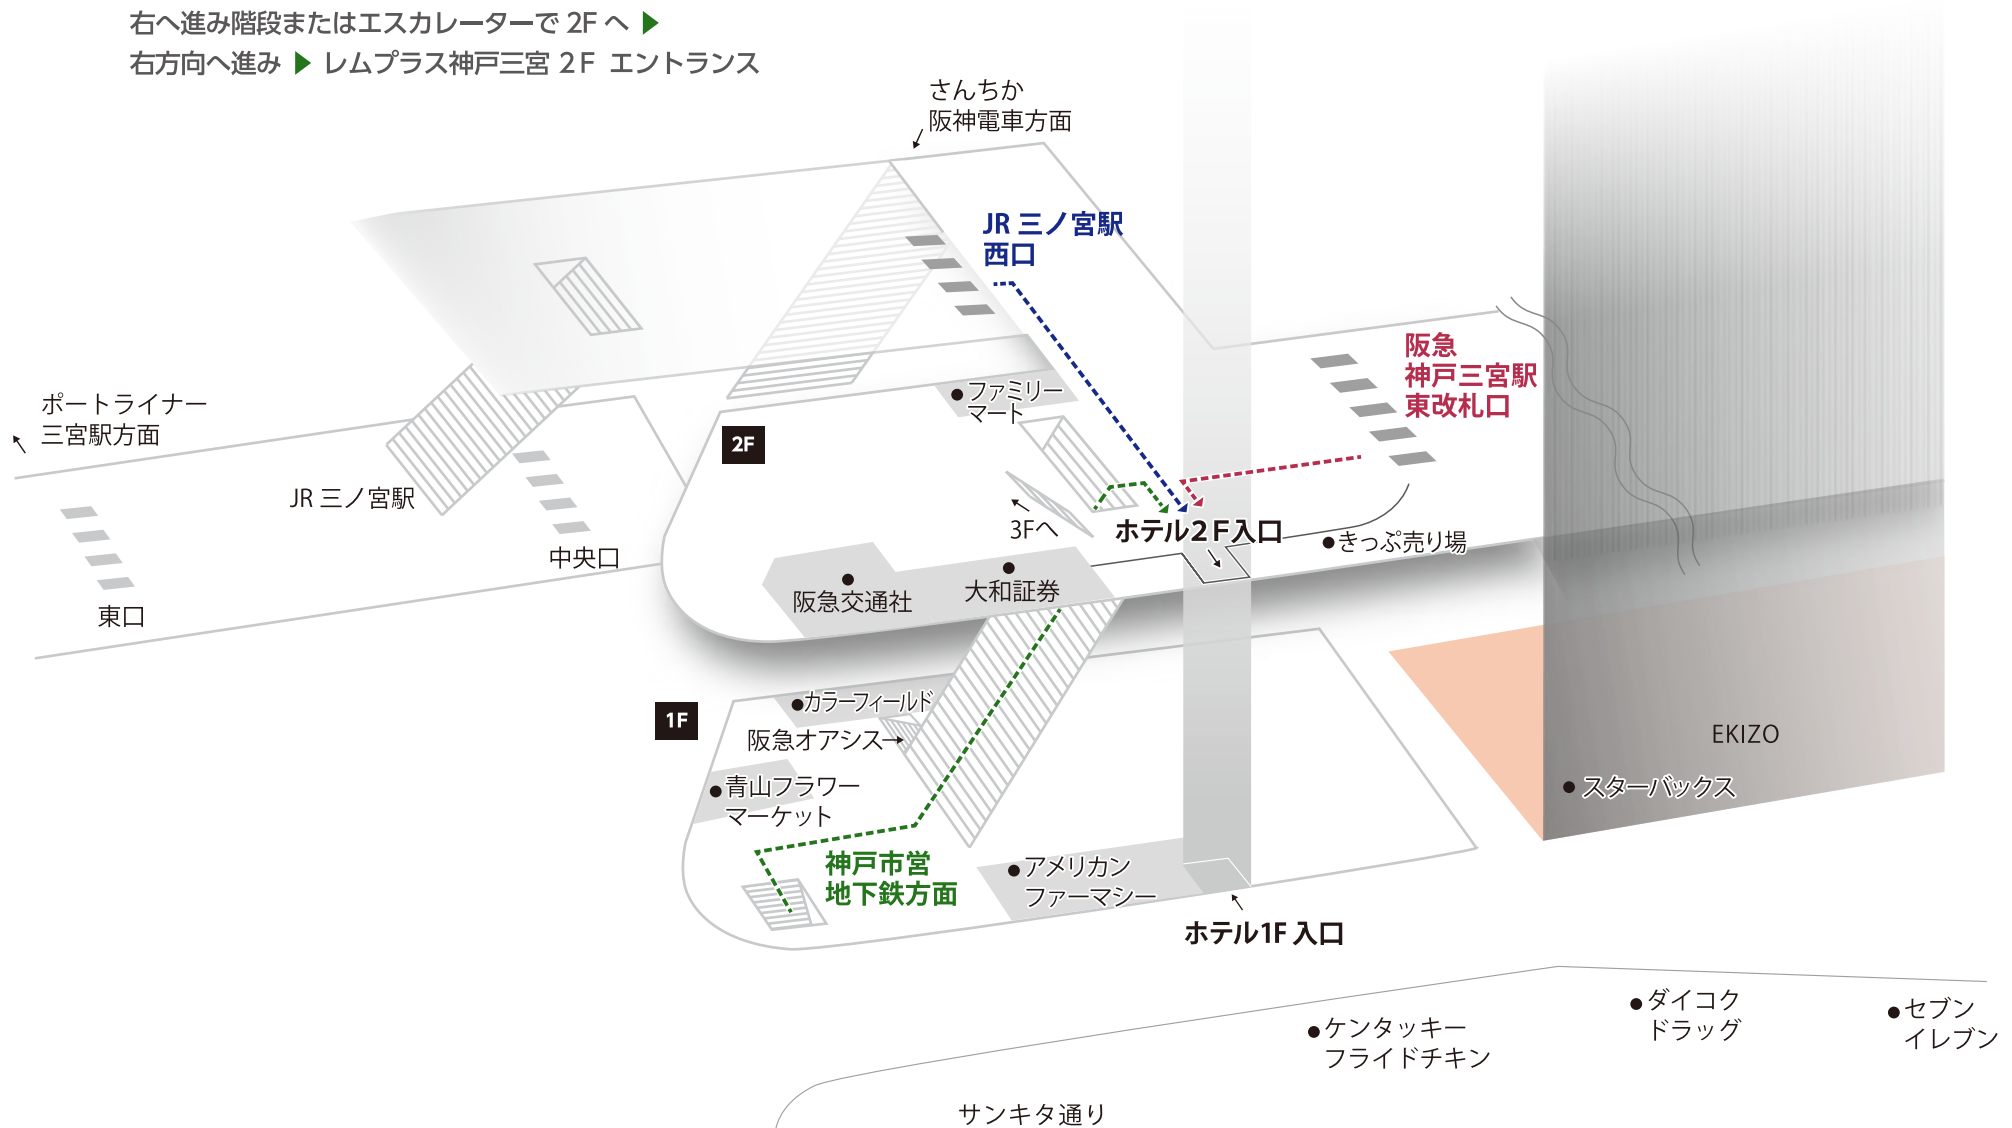 右へ進み階段またはエスカレーターで 2F へ ▶
右方向へ進み ▶ レムプラス神戸三宮 2F エントランス
さんちか
阪神電車方面
JR 三ノ宮駅
西口
阪急
神戸三宮駅
東改札口
ポートライナー
三宮駅方面
ファミリー
マート
2F
JR 三ノ宮駅
3Fへ
ホテル2F入口
きっぷ売り場
中央口
阪急交通社
大和証券
東口
カラーフィールド
1F
阪急オアシス→
EKIZO
青山フラワー
マーケット
スターバックス
神戸市営
地下鉄方面
アメリカン
ファーマシー
ホテル1F 入口
ダイコク
ドラッグ
セブン
イレブン
ケンタッキー
フライドチキン
サンキタ通り